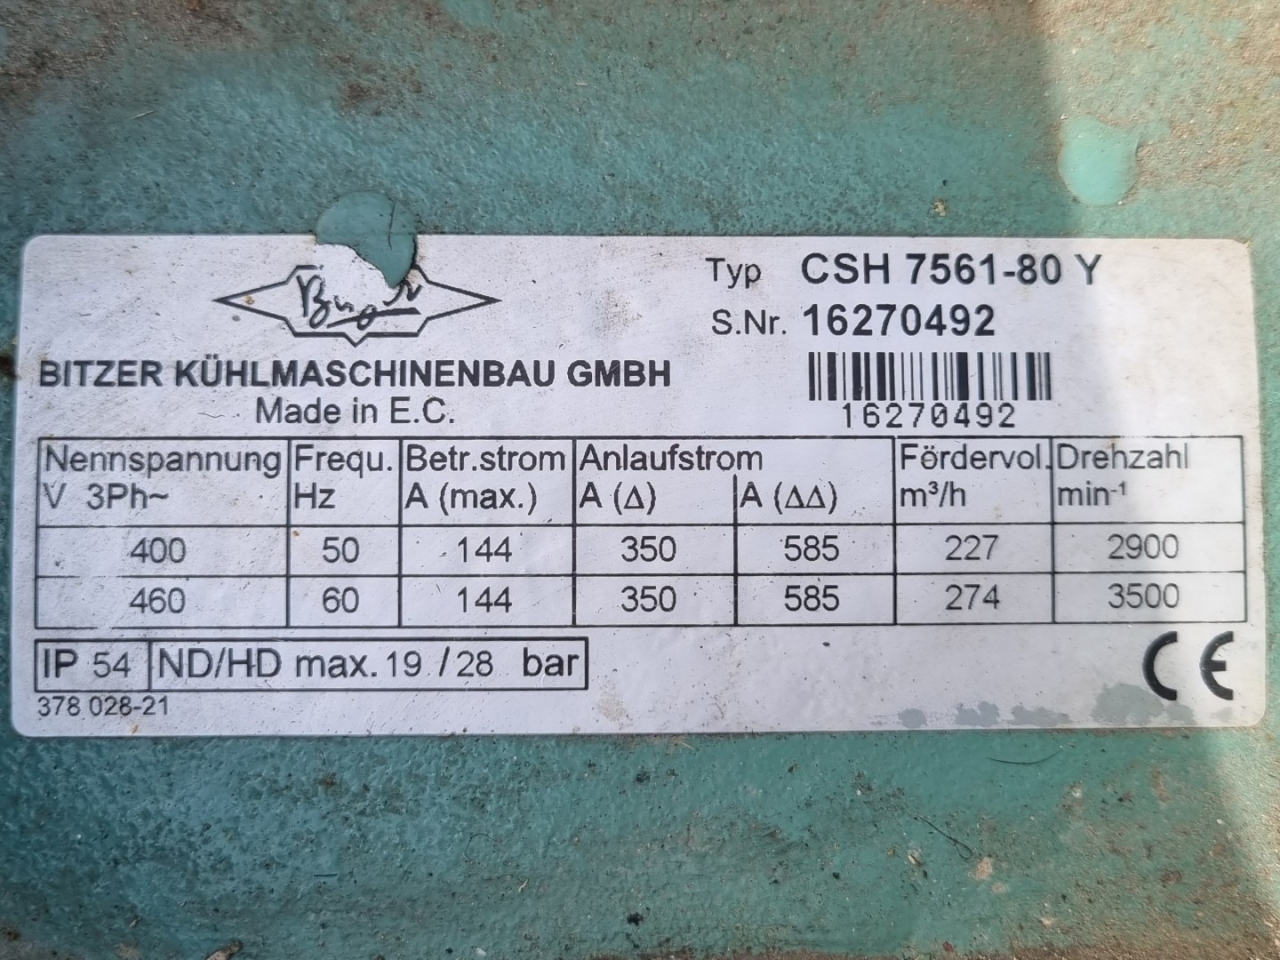 Typ CSH 7561-80 Y
S.Nr. 16270492
BITZER KÜHLMASCHINENBAU GMBH
Made in E.C.
16270492
Nennspannung Frequ. Betr.strom Anlaufstrom Fördervol. Drehzahl
V 3Ph~ Hz A (max.) A (Δ) A (ΔΔ) m³/h min-¹
400 50 144 350 585 227 2900
460 60 144 350 585 274 3500
IP 54 ND/HD max. 19 / 28 bar
CE
378 028-21